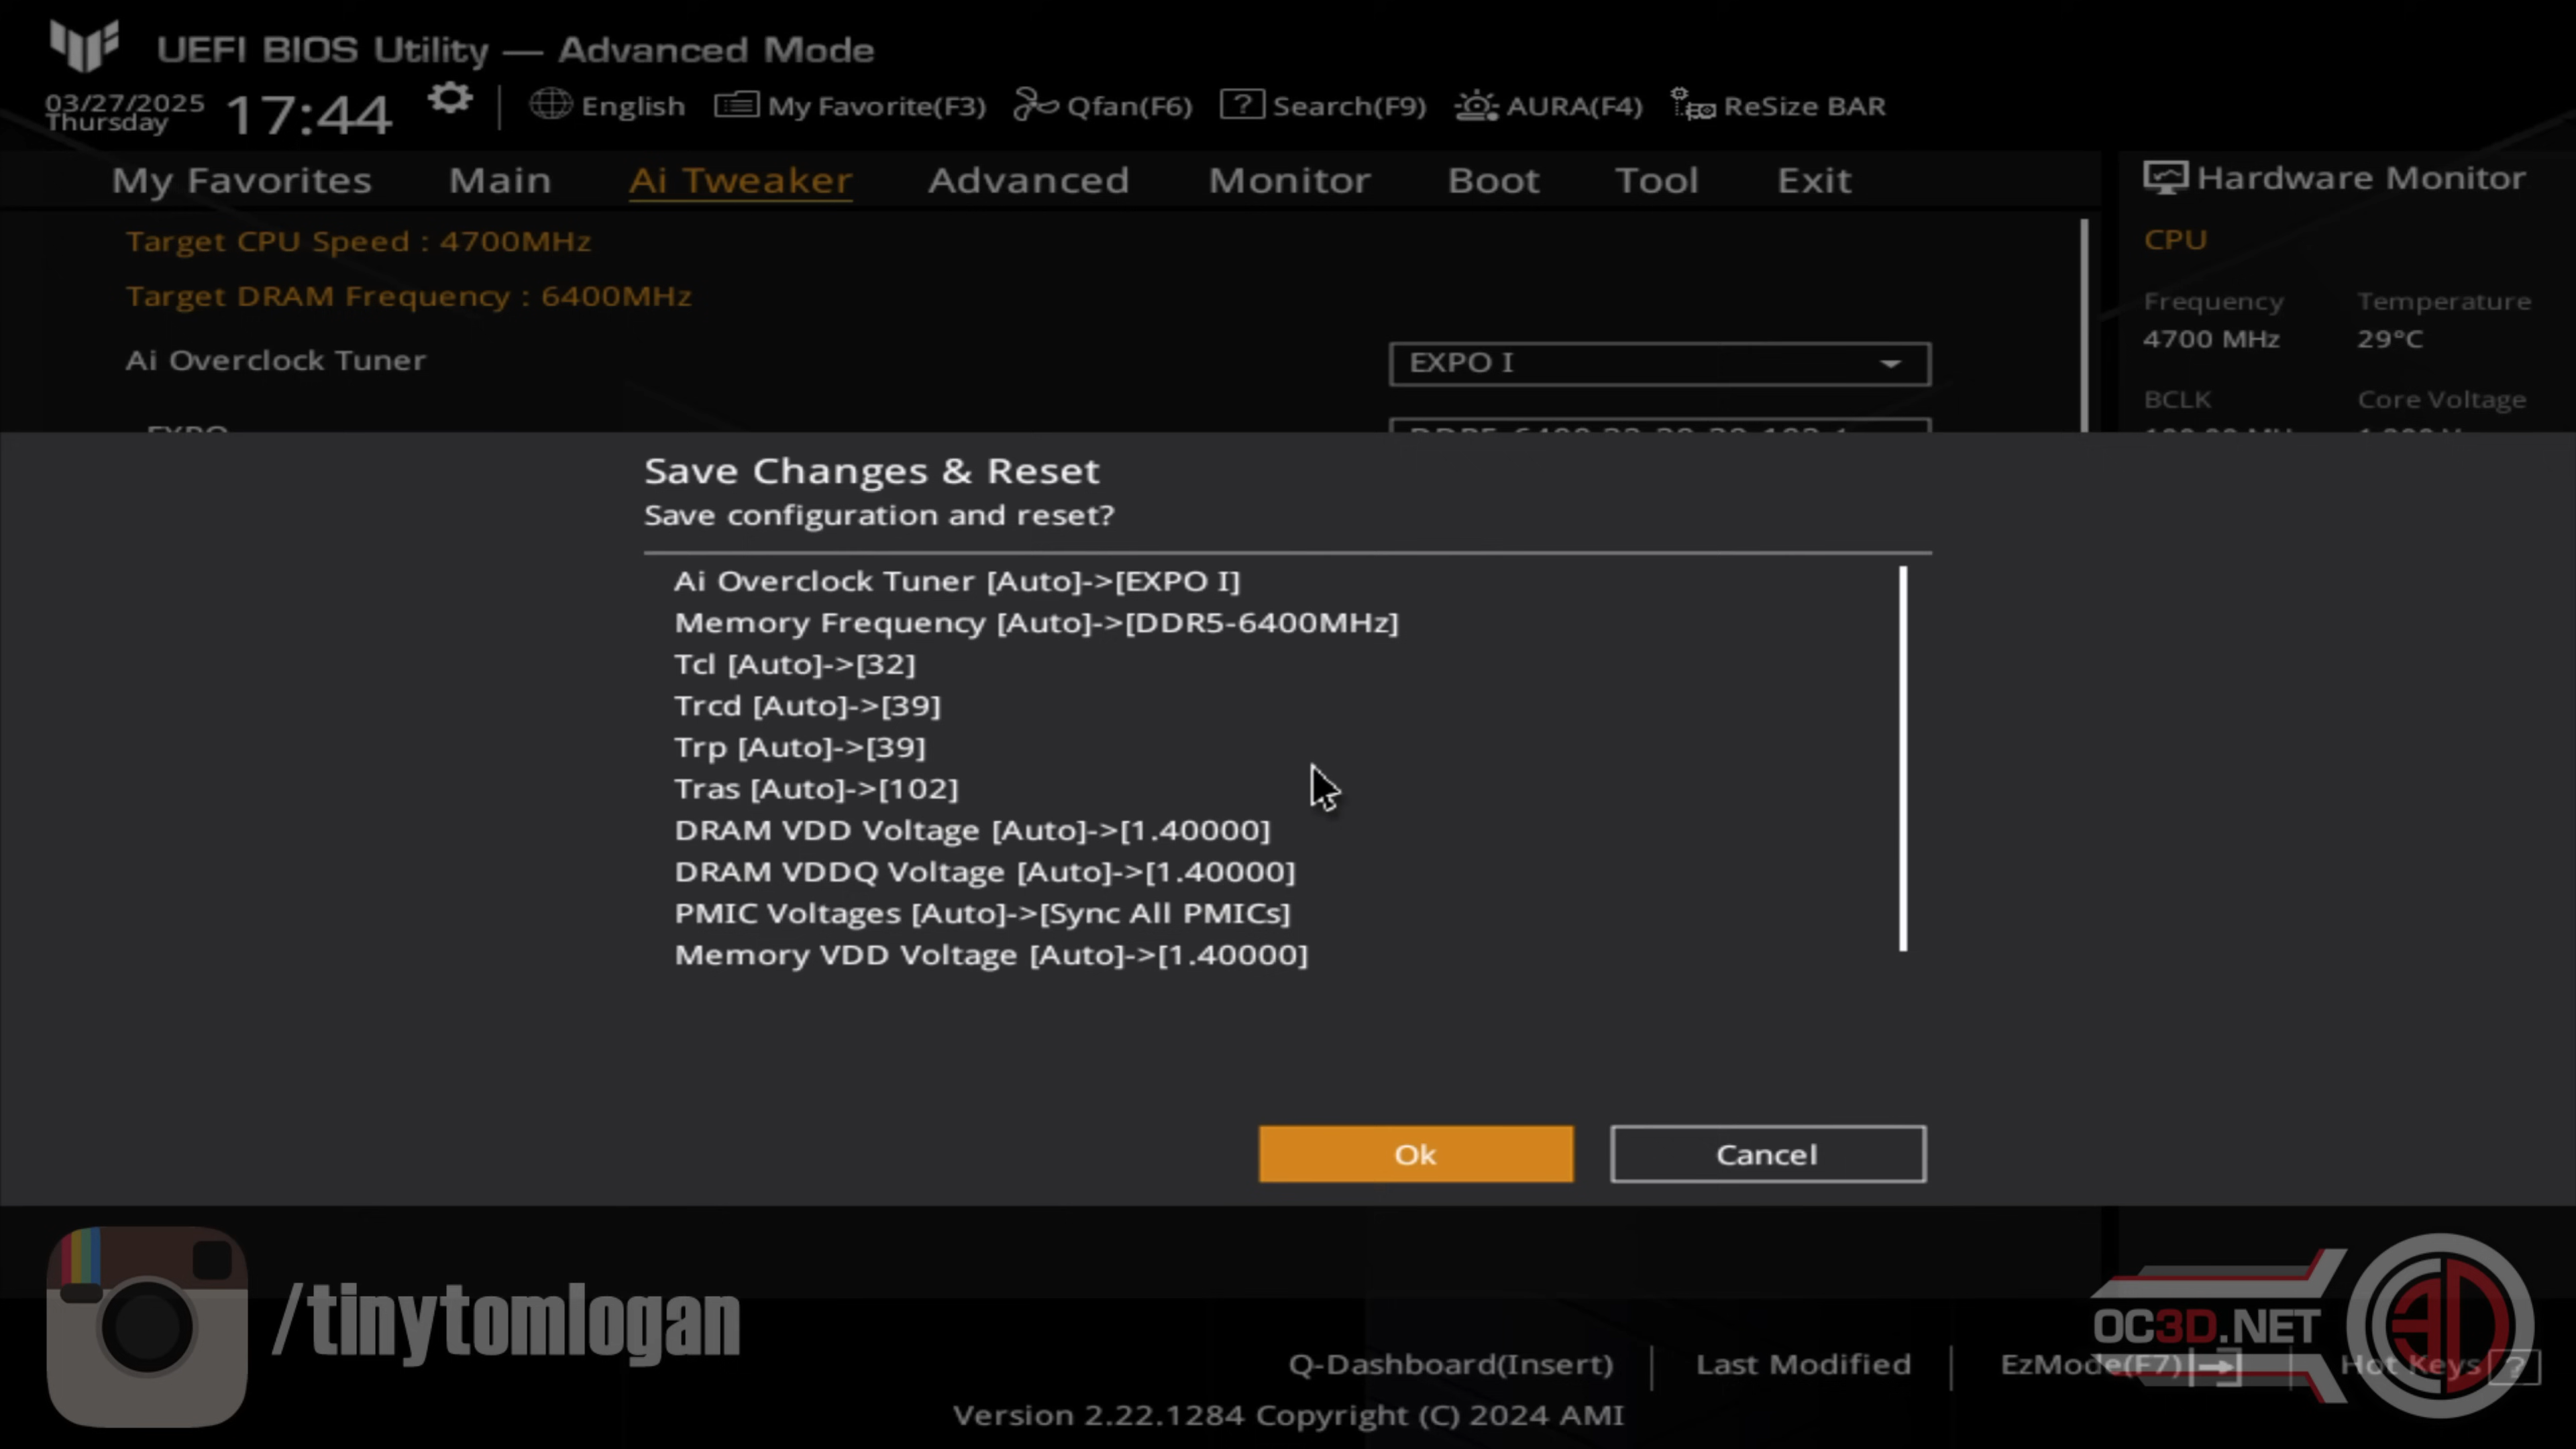 UEFI BIOS Utility — Advanced Mode
03/27/2025
Thursday
17:44
English
My Favorite(F3)
Qfan(F6)
? Search(F9)
AURA(F4)
ReSize BAR
My Favorites Main Ai Tweaker Advanced Monitor Boot Tool Exit
Hardware Monitor
Target CPU Speed : 4700MHz
Target DRAM Frequency : 6400MHz
Ai Overclock Tuner
EXPO I
EXPO
CPU
Frequency Temperature
4700 MHz 29°C
BCLK Core Voltage
Save Changes & Reset
Save configuration and reset?
Ai Overclock Tuner [Auto]->[EXPO I]
Memory Frequency [Auto]->[DDR5-6400MHz]
Tcl [Auto]->[32]
Trcd [Auto]->[39]
Trp [Auto]->[39]
Tras [Auto]->[102]
DRAM VDD Voltage [Auto]->[1.40000]
DRAM VDDQ Voltage [Auto]->[1.40000]
PMIC Voltages [Auto]->[Sync All PMICs]
Memory VDD Voltage [Auto]->[1.40000]
Ok
Cancel
/tinytomlogan
OC3D.NET
3D
Q-Dashboard(Insert)
Last Modified
EzMode(F7)
Hot Keys ?
Version 2.22.1284 Copyright (C) 2024 AMI